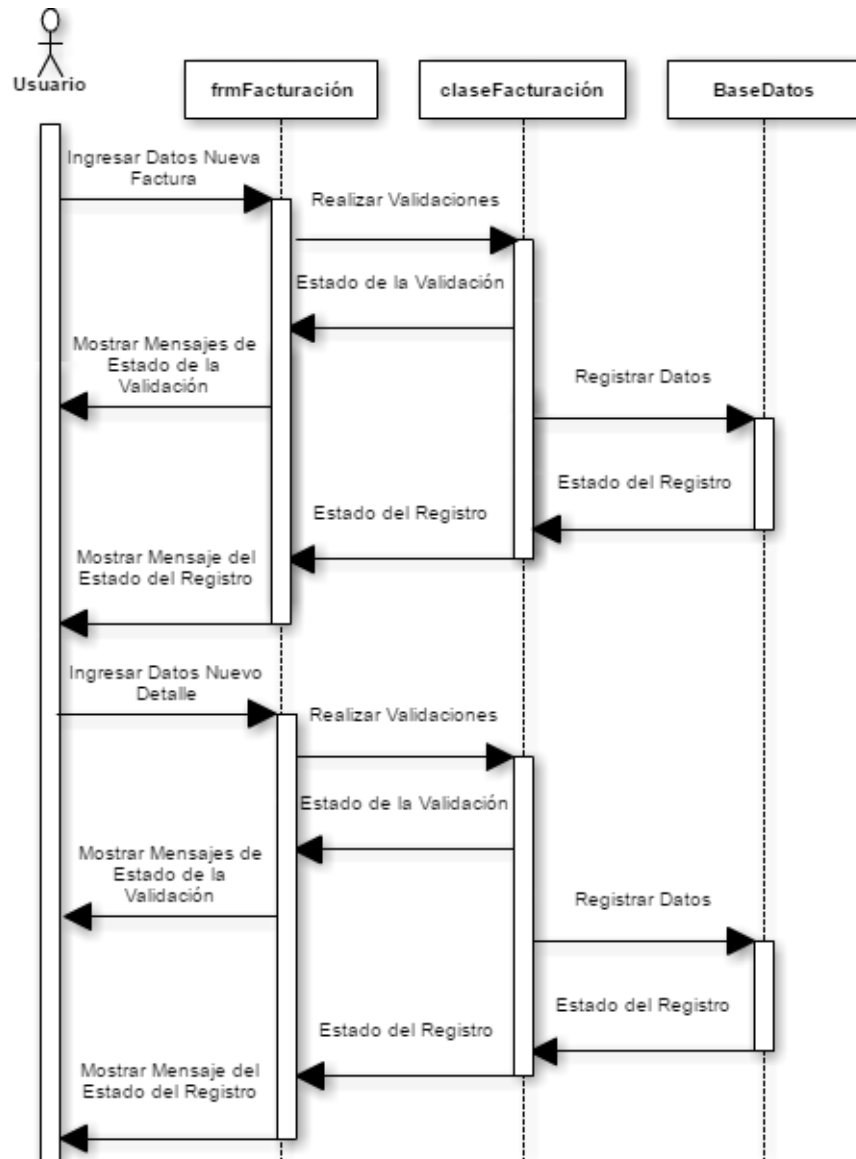 Usuario
frmFacturación
claseFacturación
BaseDatos
Ingresar Datos Nueva
Factura
Realizar Validaciones
Estado de la Validación
Mostrar Mensajes de
Estado de la
Validación
Registrar Datos
Estado del Registro
Estado del Registro
Mostrar Mensaje del
Estado del Registro
Ingresar Datos Nuevo
Detalle
Realizar Validaciones
Estado de la Validación
Mostrar Mensajes de
Estado de la
Validación
Registrar Datos
Estado del Registro
Estado del Registro
Mostrar Mensaje del
Estado del Registro